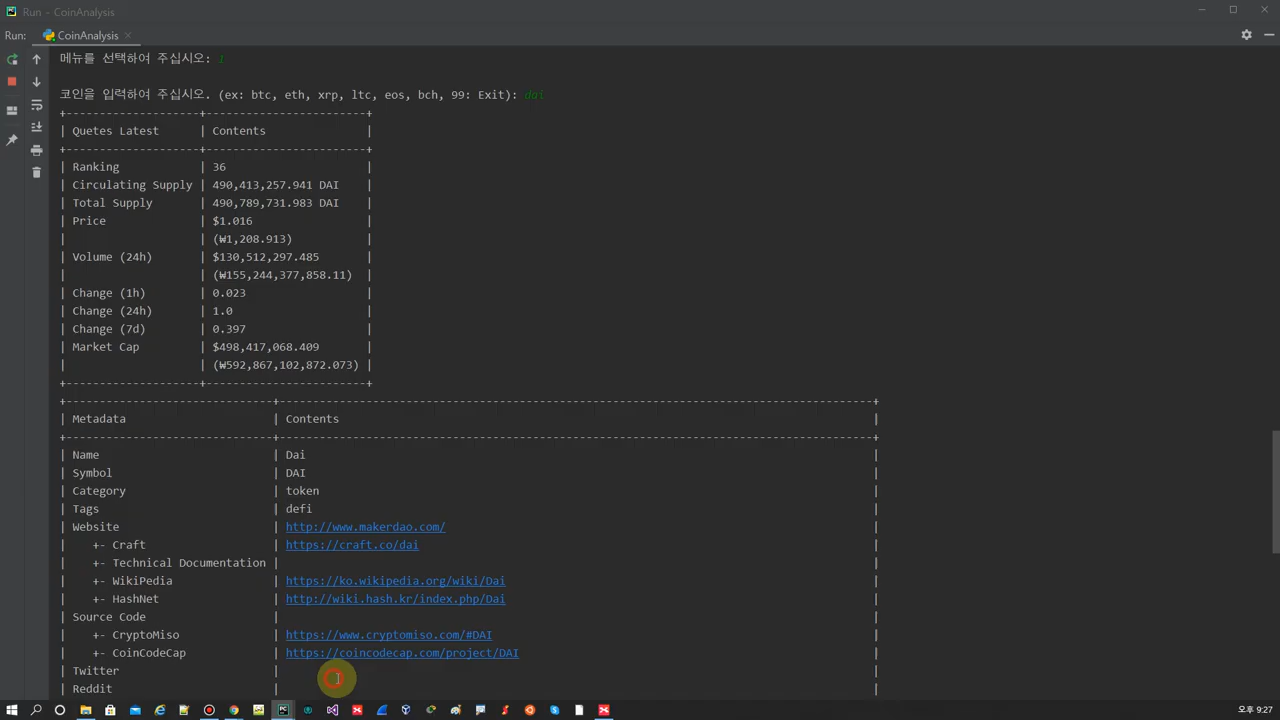 Run - CoinAnalysis
Run: CoinAnalysis
메뉴를 선택하여 주십시오: 1
코인을 입력하여 주십시오. (ex: btc, eth, xrp, ltc, eos, bch, 99: Exit): dai
| Quetes Latest | Contents |
| Ranking | 36 |
| Circulating Supply | 490,413,257.941 DAI |
| Total Supply | 490,789,731.983 DAI |
| Price | $1.016 |
| | (₩1,208.913) |
| Volume (24h) | $130,512,297.485 |
| | (₩155,244,377,858.11) |
| Change (1h) | 0.023 |
| Change (24h) | 1.0 |
| Change (7d) | 0.397 |
| Market Cap | $498,417,068.409 |
| | (₩592,867,102,872.073) |
| Metadata | Contents |
| Name | Dai |
| Symbol | DAI |
| Category | token |
| Tags | defi |
| Website | http://www.makerdao.com/ |
| +- Craft | https://craft.co/dai |
| +- Technical Documentation | |
| +- WikiPedia | https://ko.wikipedia.org/wiki/Dai |
| +- HashNet | http://wiki.hash.kr/index.php/Dai |
| Source Code | |
| +- CryptoMiso | https://www.cryptomiso.com/#DAI |
| +- CoinCodeCap | https://coincodecap.com/project/DAI |
| Twitter | |
| Reddit | |
오후 9:27